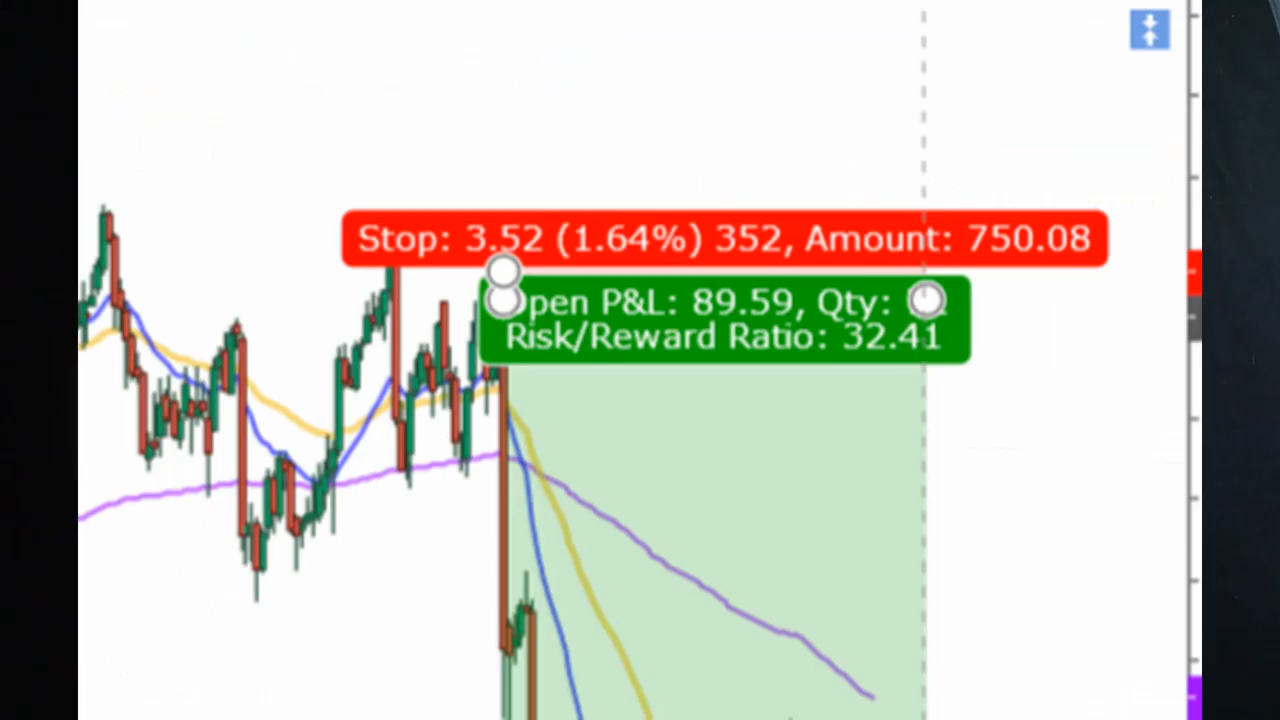 Stop: 3.52 (1.64%) 352, Amount: 750.08
Open P&L: 89.59, Qty:
Risk/Reward Ratio: 32.41